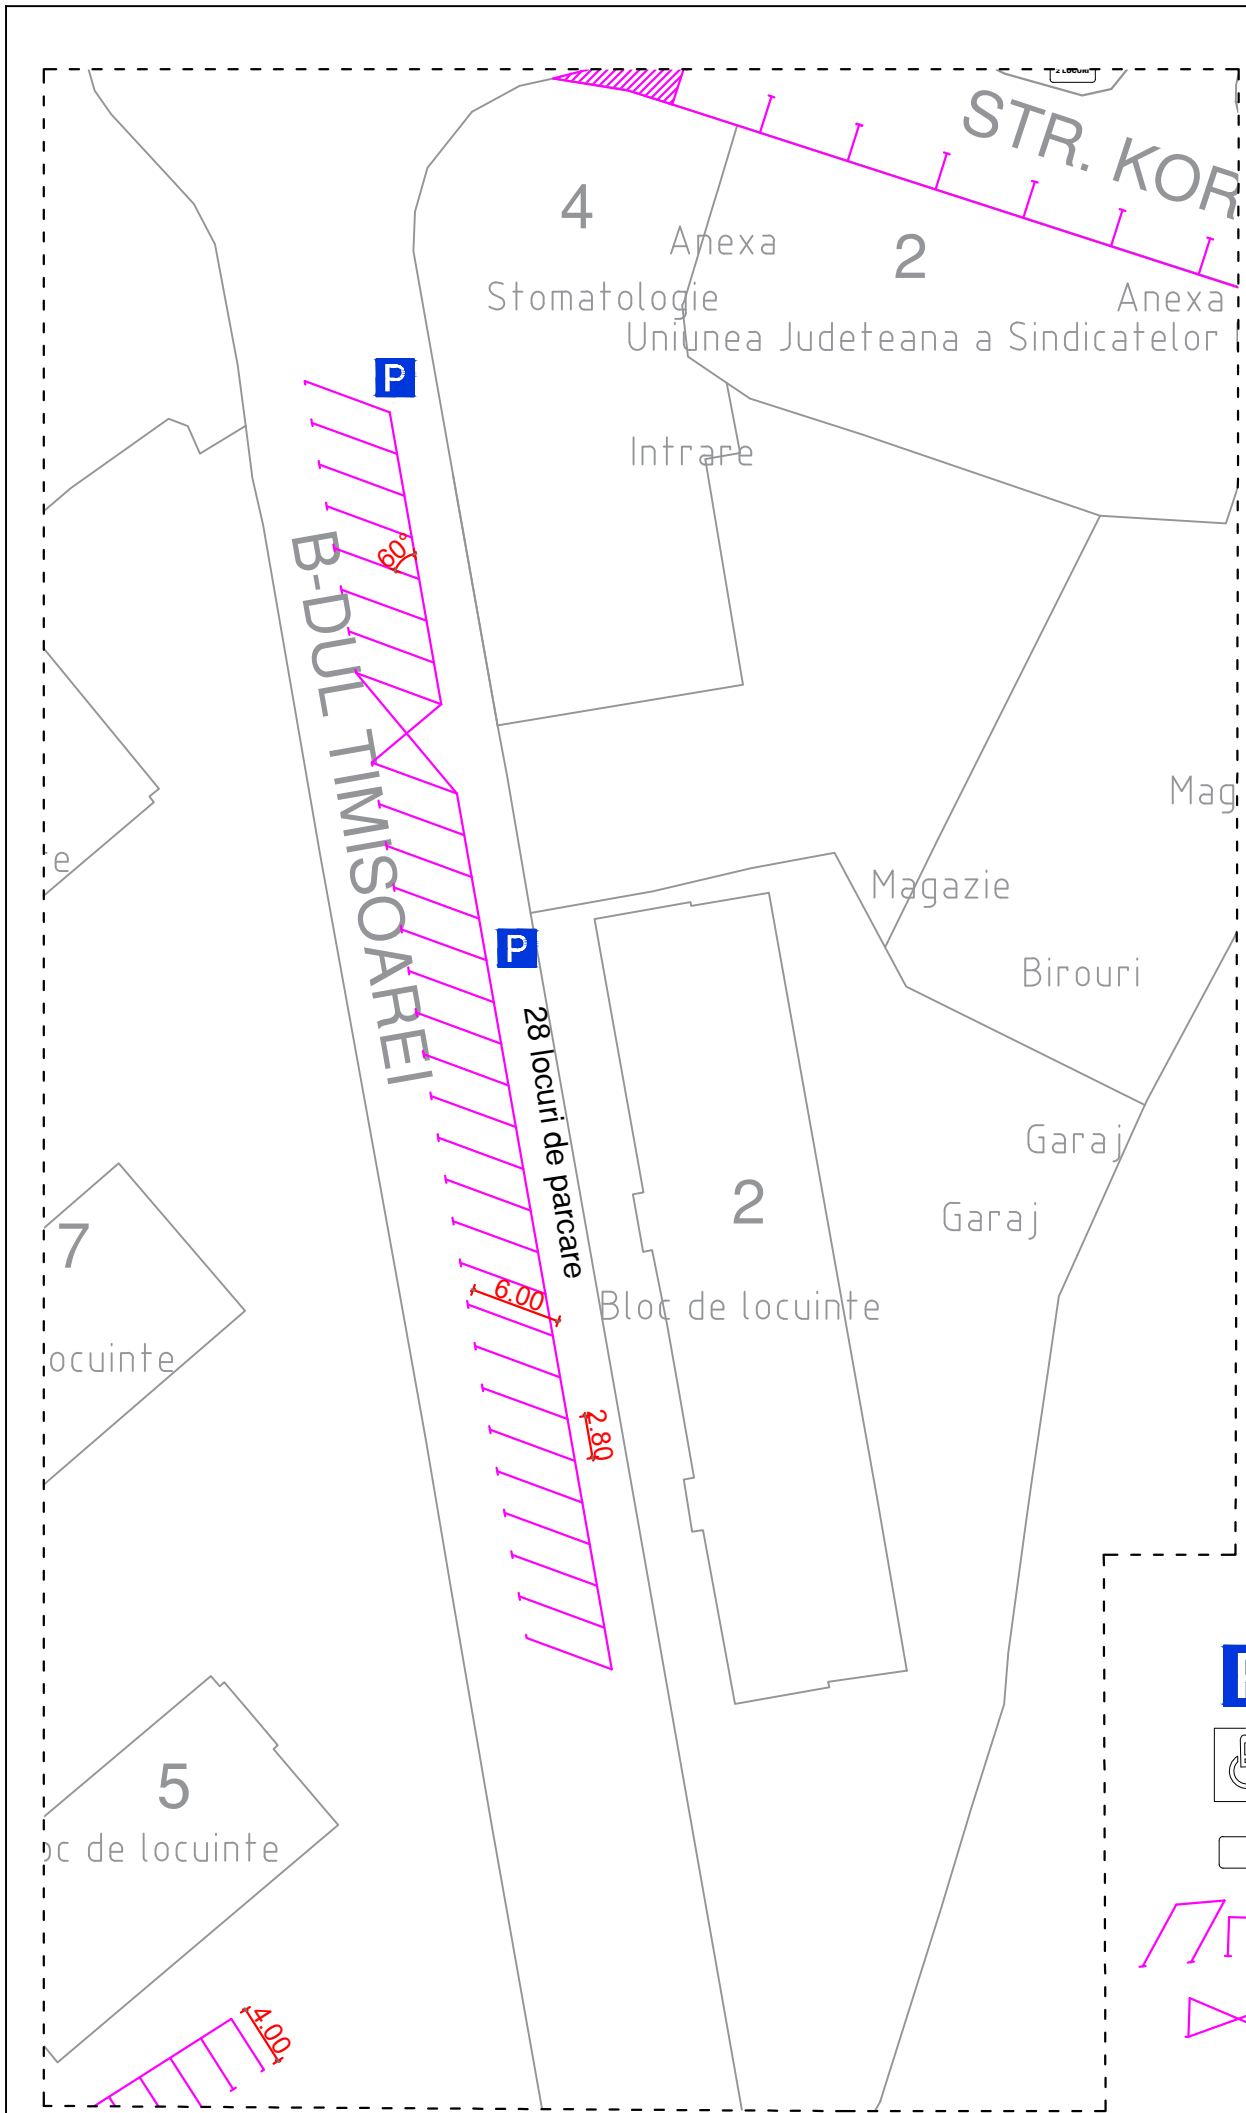 STR. KOR
4
Anexa
2
Stomatologie
Anexa
Uniunea Judeteana a Sindicatelor
P
Intrare
60°
B-DUL TIMISOAREI
Mag
e
Magazie
P
Birouri
28 locuri de parcare
Garaj
2
Garaj
7
6.00
Bloc de locuinte
ocuinte
2.80
5
oc de locuinte
4.00